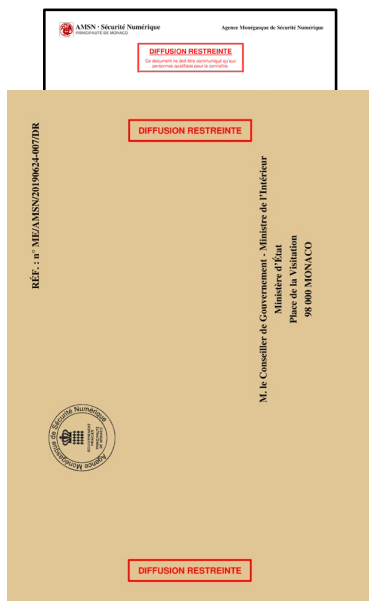 AMSN - Sécurité Numérique
PRINCIPAUTÉ DE MONACO
Agence Monégasque de Sécurité Numérique
DIFFUSION RESTREINTE
Ce document ne doit être communiqué qu'aux
personnes qualifiées pour le connaître.
DIFFUSION RESTREINTE
RÉF. : n° ME/AMSN/20190624-007/DR
M. le Conseiller de Gouvernement - Ministre de l'Intérieur
Ministère d'État
Place de la Visitation
98 000 MONACO
Agence Monégasque de Sécurité Numérique
DIFFUSION RESTREINTE